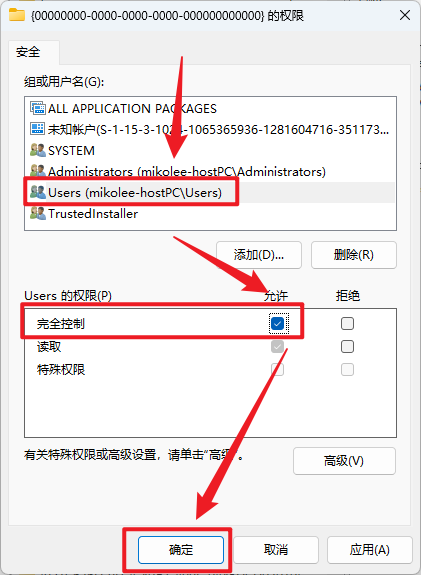 {00000000-0000-0000-0000-000000000000} 的权限
安全
组或用户名(G):
ALL APPLICATION PACKAGES
未知帐户(S-1-15-3-1024-1065365936-1281604716-351173...
SYSTEM
Administrators (mikolee-hostPC\Administrators)
Users (mikolee-hostPC\Users)
TrustedInstaller
添加(D)... 删除(R)
Users 的权限(P) 允许 拒绝
完全控制
读取
特殊权限
有关特殊权限或高级设置，请单击“高级”。 高级(V)
确定 取消 应用(A)